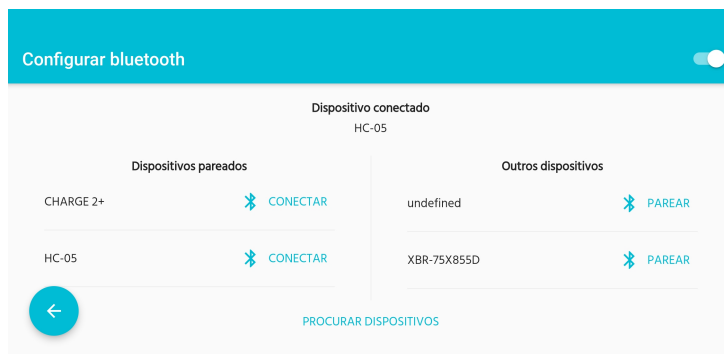 Configurar bluetooth
Dispositivo conectado
HC-05
Dispositivos pareados
CHARGE 2+ CONECTAR
HC-05 CONECTAR
Outros dispositivos
undefined PAREAR
XBR-75X855D PAREAR
PROCURAR DISPOSITIVOS